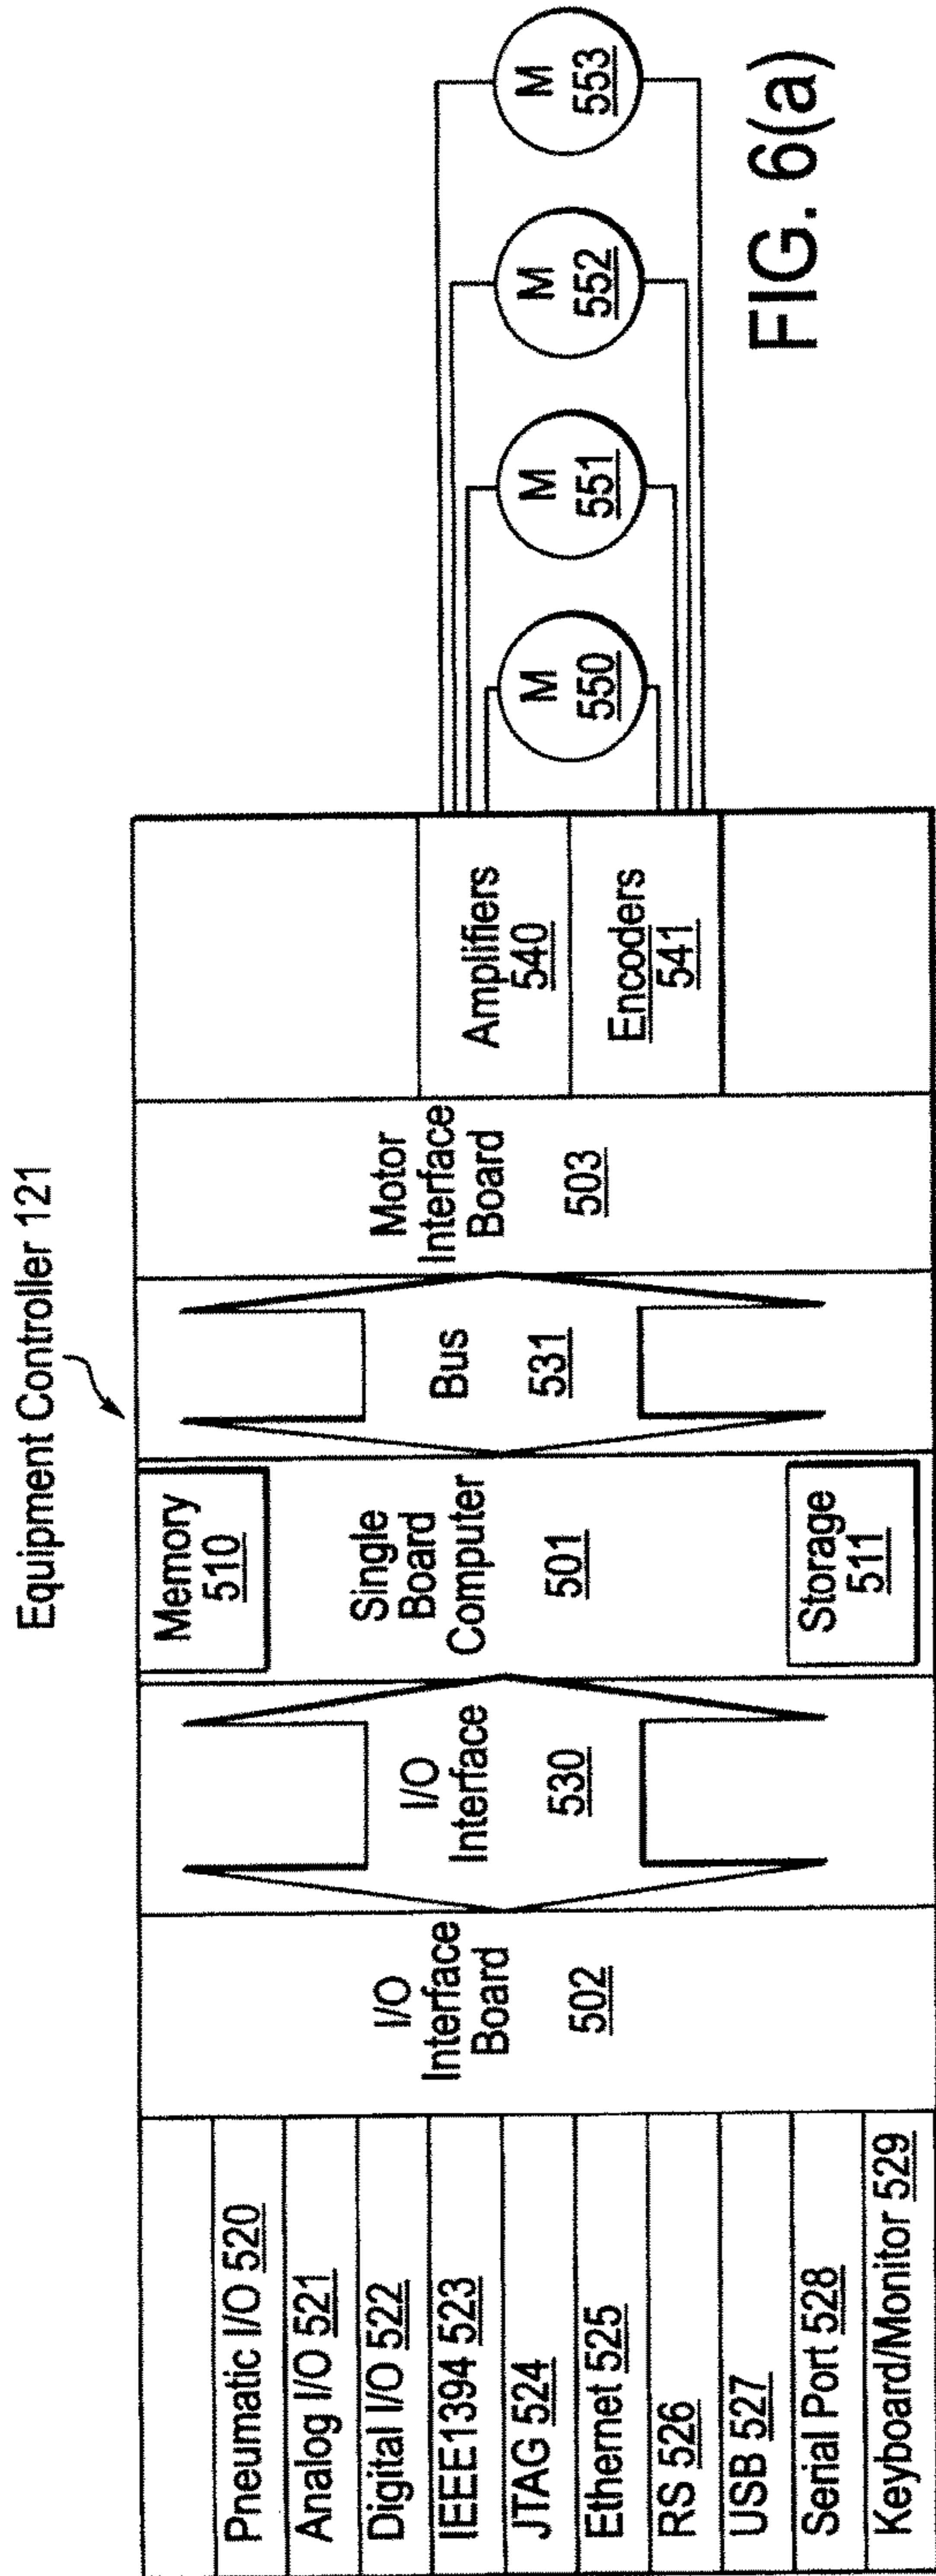 Equipment Controller 121
Pneumatic I/O 520
Analog I/O 521
Digital I/O 522
IEEE1394 523
JTAG 524
Ethernet 525
RS 526
USB 527
Serial Port 528
Keyboard/Monitor 529
I/O
Interface
Board
502
I/O
Interface
530
Memory
510
Single
Board
Computer
501
Storage
511
Bus
531
Motor
Interface
Board
503
Amplifiers
540
Encoders
541
M
550
M
551
M
552
M
553
FIG. 6(a)